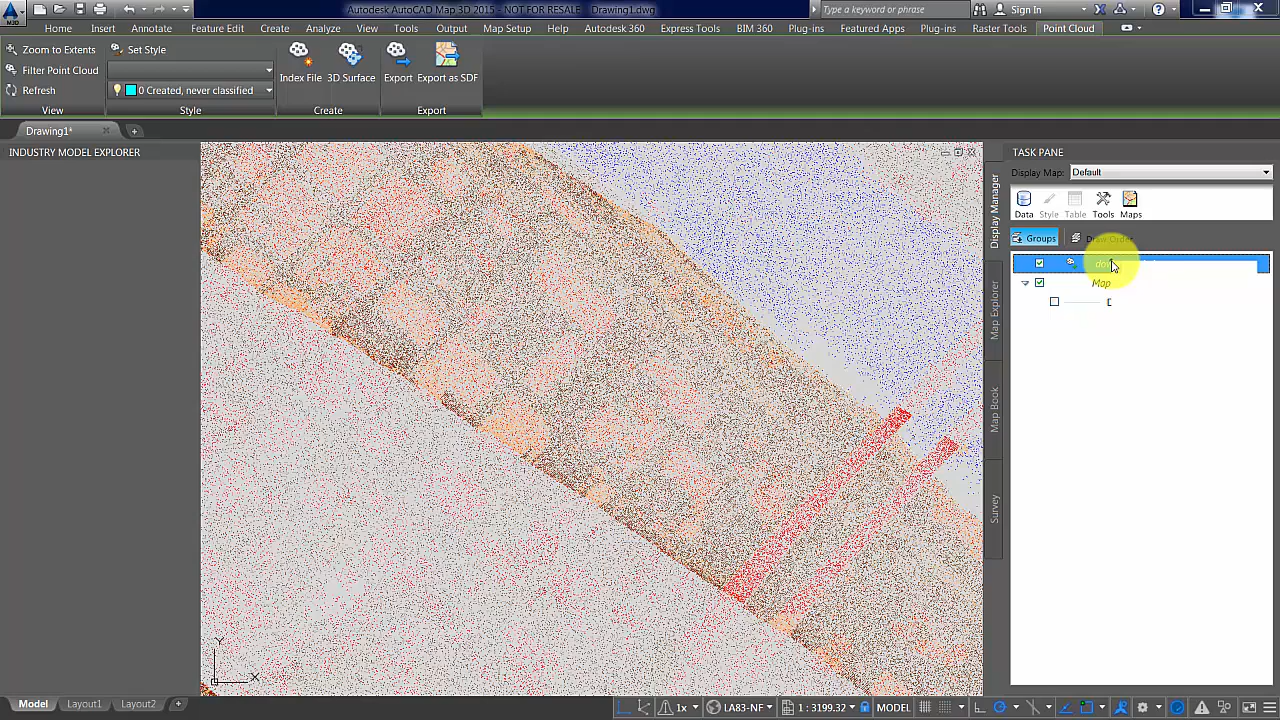 Autodesk AutoCAD Map 3D 2015 - NOT FOR RESALE Drawing1.dwg
Type a keyword or phrase
Sign In
M3D
Home Insert Annotate Feature Edit Create Analyze View Tools Output Map Setup Help Autodesk 360 Express Tools BIM 360 Plug-ins Featured Apps Plug-ins Raster Tools Point Cloud
Zoom to Extents
Filter Point Cloud
Refresh
View
Set Style
0 Created, never classified
Style
Index File
3D Surface
Create
Export
Export as SDF
Export
Drawing1*
INDUSTRY MODEL EXPLORER
TASK PANE
Display Map: Default
Data Style Table Tools Maps
Groups
Draw Order
Map
Display Manager
Map Explorer
Map Book
Survey
Y
X
Model Layout1 Layout2
1x
LA83-NF
1 : 3199.32
MODEL